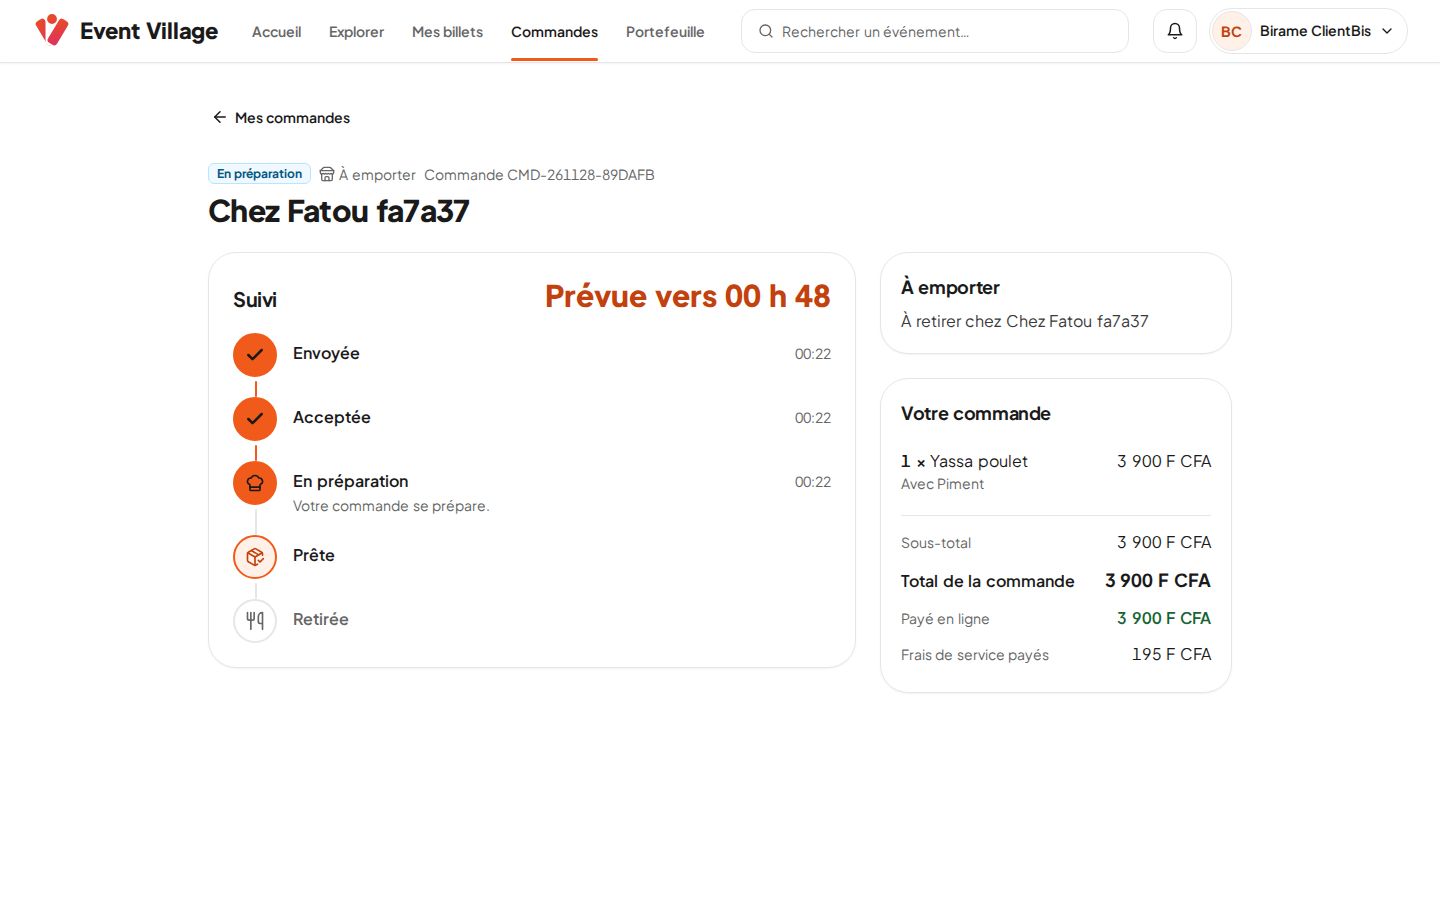 Event Village
Accueil
Explorer
Mes billets
Commandes
Portefeuille
Rechercher un événement...
BC
Birame ClientBis
Mes commandes
En préparation
À emporter
Commande CMD-261128-89DAFB
Chez Fatou fa7a37
Suivi
Prévue vers 00 h 48
Envoyée
00:22
Acceptée
00:22
En préparation
00:22
Votre commande se prépare.
Prête
Retirée
À emporter
À retirer chez Chez Fatou fa7a37
Votre commande
1 × Yassa poulet
3 900 F CFA
Avec Piment
Sous-total
3 900 F CFA
Total de la commande
3 900 F CFA
Payé en ligne
3 900 F CFA
Frais de service payés
195 F CFA